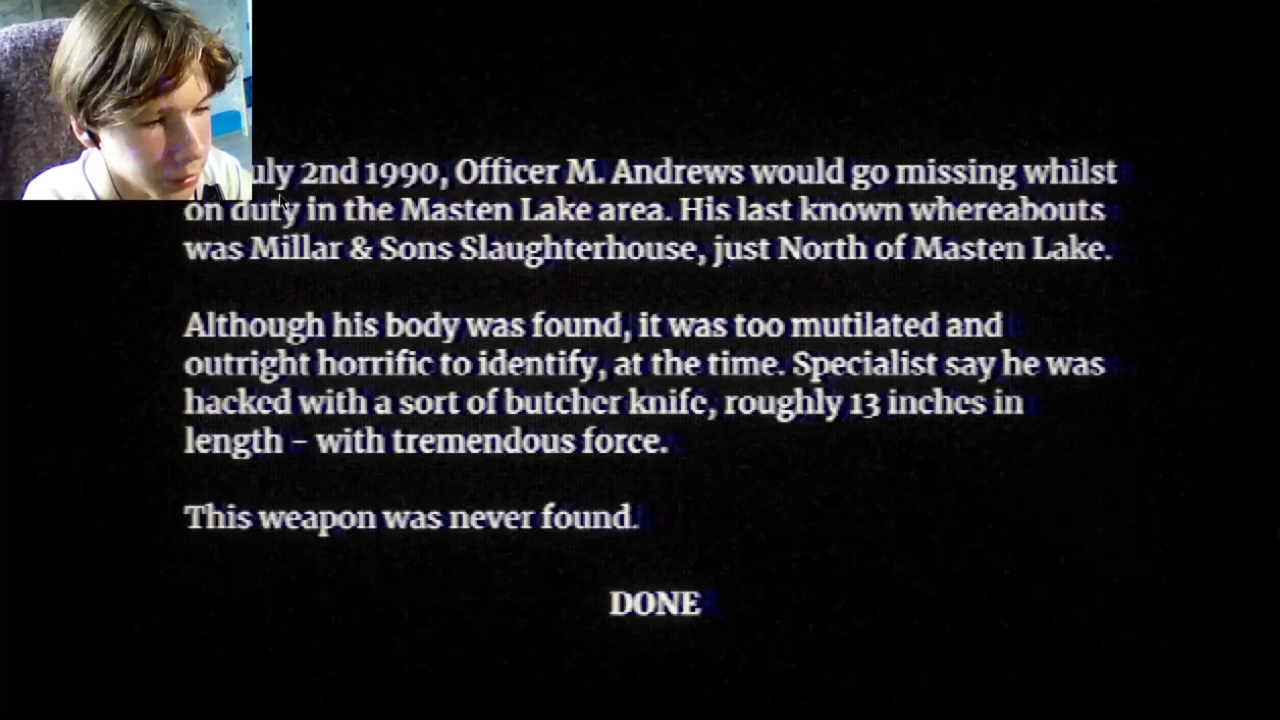 uly 2nd 1990, Officer M. Andrews would go missing whilst
on duty in the Masten Lake area. His last known whereabouts
was Millar & Sons Slaughterhouse, just North of Masten Lake.
Although his body was found, it was too mutilated and
outright horrific to identify, at the time. Specialist say he was
hacked with a sort of butcher knife, roughly 13 inches in
length - with tremendous force.
This weapon was never found.
DONE